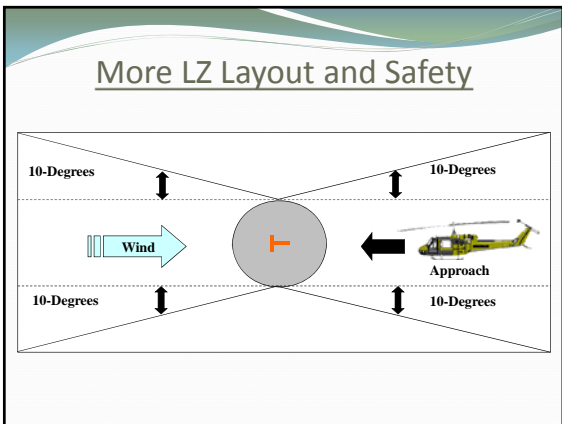 More LZ Layout and Safety
10-Degrees
10-Degrees
Wind
T
Approach
10-Degrees
10-Degrees